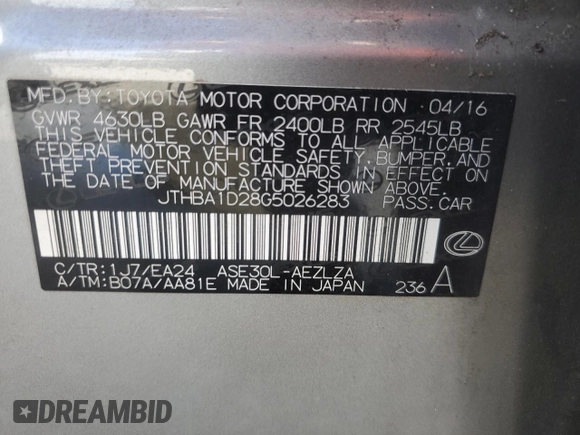 MFD. BY: TOYOTA MOTOR CORPORATION 04/16
GVWR 4630LB GAWR FR 2400LB RR 2545LB
THIS VEHICLE CONFORMS TO ALL APPLICABLE
FEDERAL MOTOR VEHICLE SAFETY, BUMPER, AND
THEFT PREVENTION STANDARDS IN EFFECT ON
THE DATE OF MANUFACTURE SHOWN ABOVE.
JTHBA1D28G5026283 PASS. CAR
C/TR: 1J7/EA24 ASE30L-AEZLZA
A/TM: B07A/AA81E MADE IN JAPAN 236 A
DREAMBID